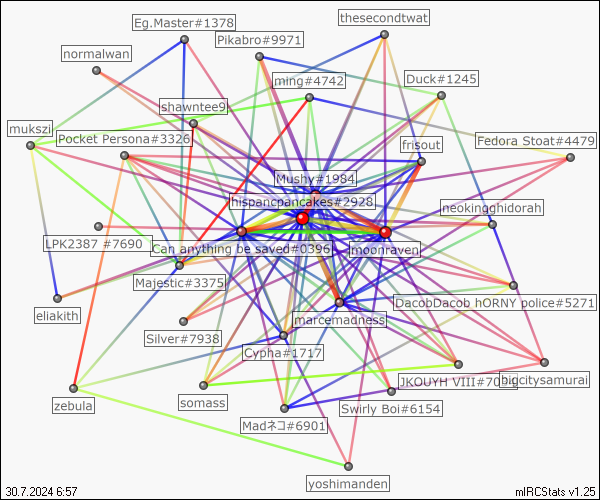 thesecondtwat
Eg.Master#1378
Pikabro#9971
normalwan
ming#4742
Duck#1245
shawntee9
mukszi
Pocket Persona#3326
frisout
Fedora Stoat#4479
Mushy#1984
hispancpancakes#2928
neokingghidorah
LPK2387 #7690
Can anything be saved#0396
moonraven
Majestic#3375
DacobDacob hORNY police#5271
eliakith
marcemadness
Silver#7938
Cypha#1717
JKOUYH VIII#70
bigcitysamurai
zebula
somass
Swirly Boi#6154
Madネコ#6901
yoshimanden
30.7.2024 6:57
mIRCStats v1.25